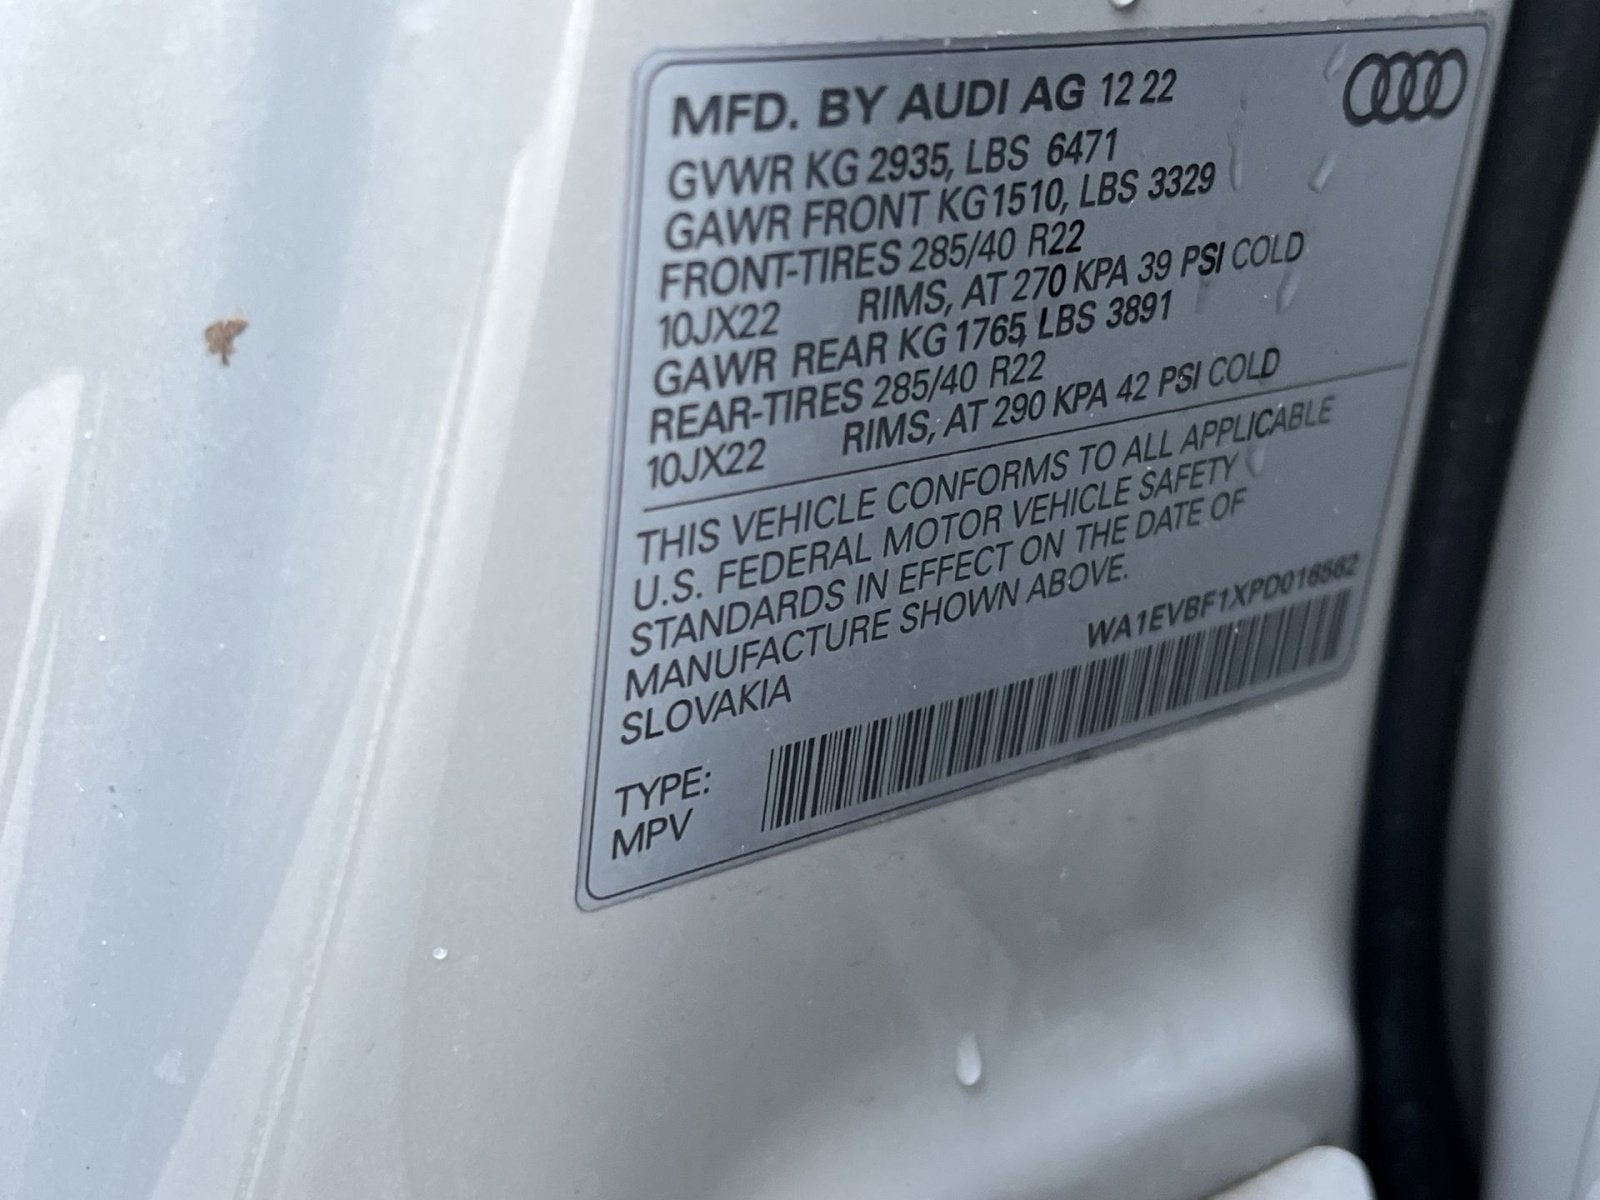 MFD. BY AUDI AG 12 22
GVWR KG 2935, LBS 6471
GAWR FRONT KG 1510, LBS 3329
FRONT-TIRES 285/40 R22
10JX22 RIMS, AT 270 KPA 39 PSI COLD
GAWR REAR KG 1765, LBS 3891
REAR-TIRES 285/40 R22
10JX22 RIMS, AT 290 KPA 42 PSI COLD
THIS VEHICLE CONFORMS TO ALL APPLICABLE
U.S. FEDERAL MOTOR VEHICLE SAFETY
STANDARDS IN EFFECT ON THE DATE OF
MANUFACTURE SHOWN ABOVE.
SLOVAKIA
WA1EVBF1XPD016562
TYPE:
MPV